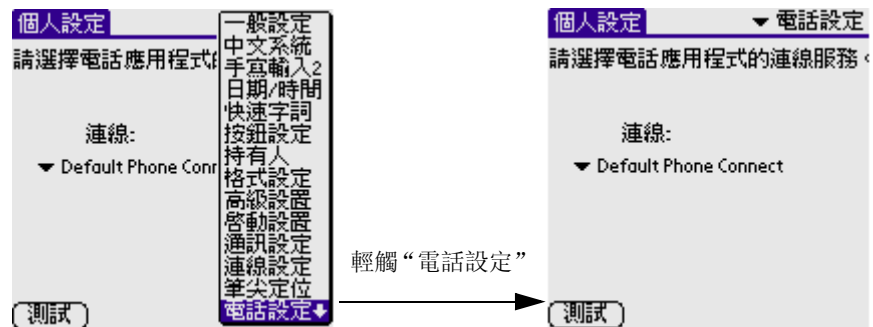 個人設定
請選擇電話應用程式
連線:
Default Phone Conn
測試
一般設定
中文系統
手寫輸入2
日期/時間
快速字詞
按鈕設定
持有人
格式設定
高級設置
啓動設置
通訊設定
連線設定
筆尖定位
電話設定
輕觸“電話設定”
個人設定
電話設定
請選擇電話應用程式的連線服務。
連線:
Default Phone Connect
測試